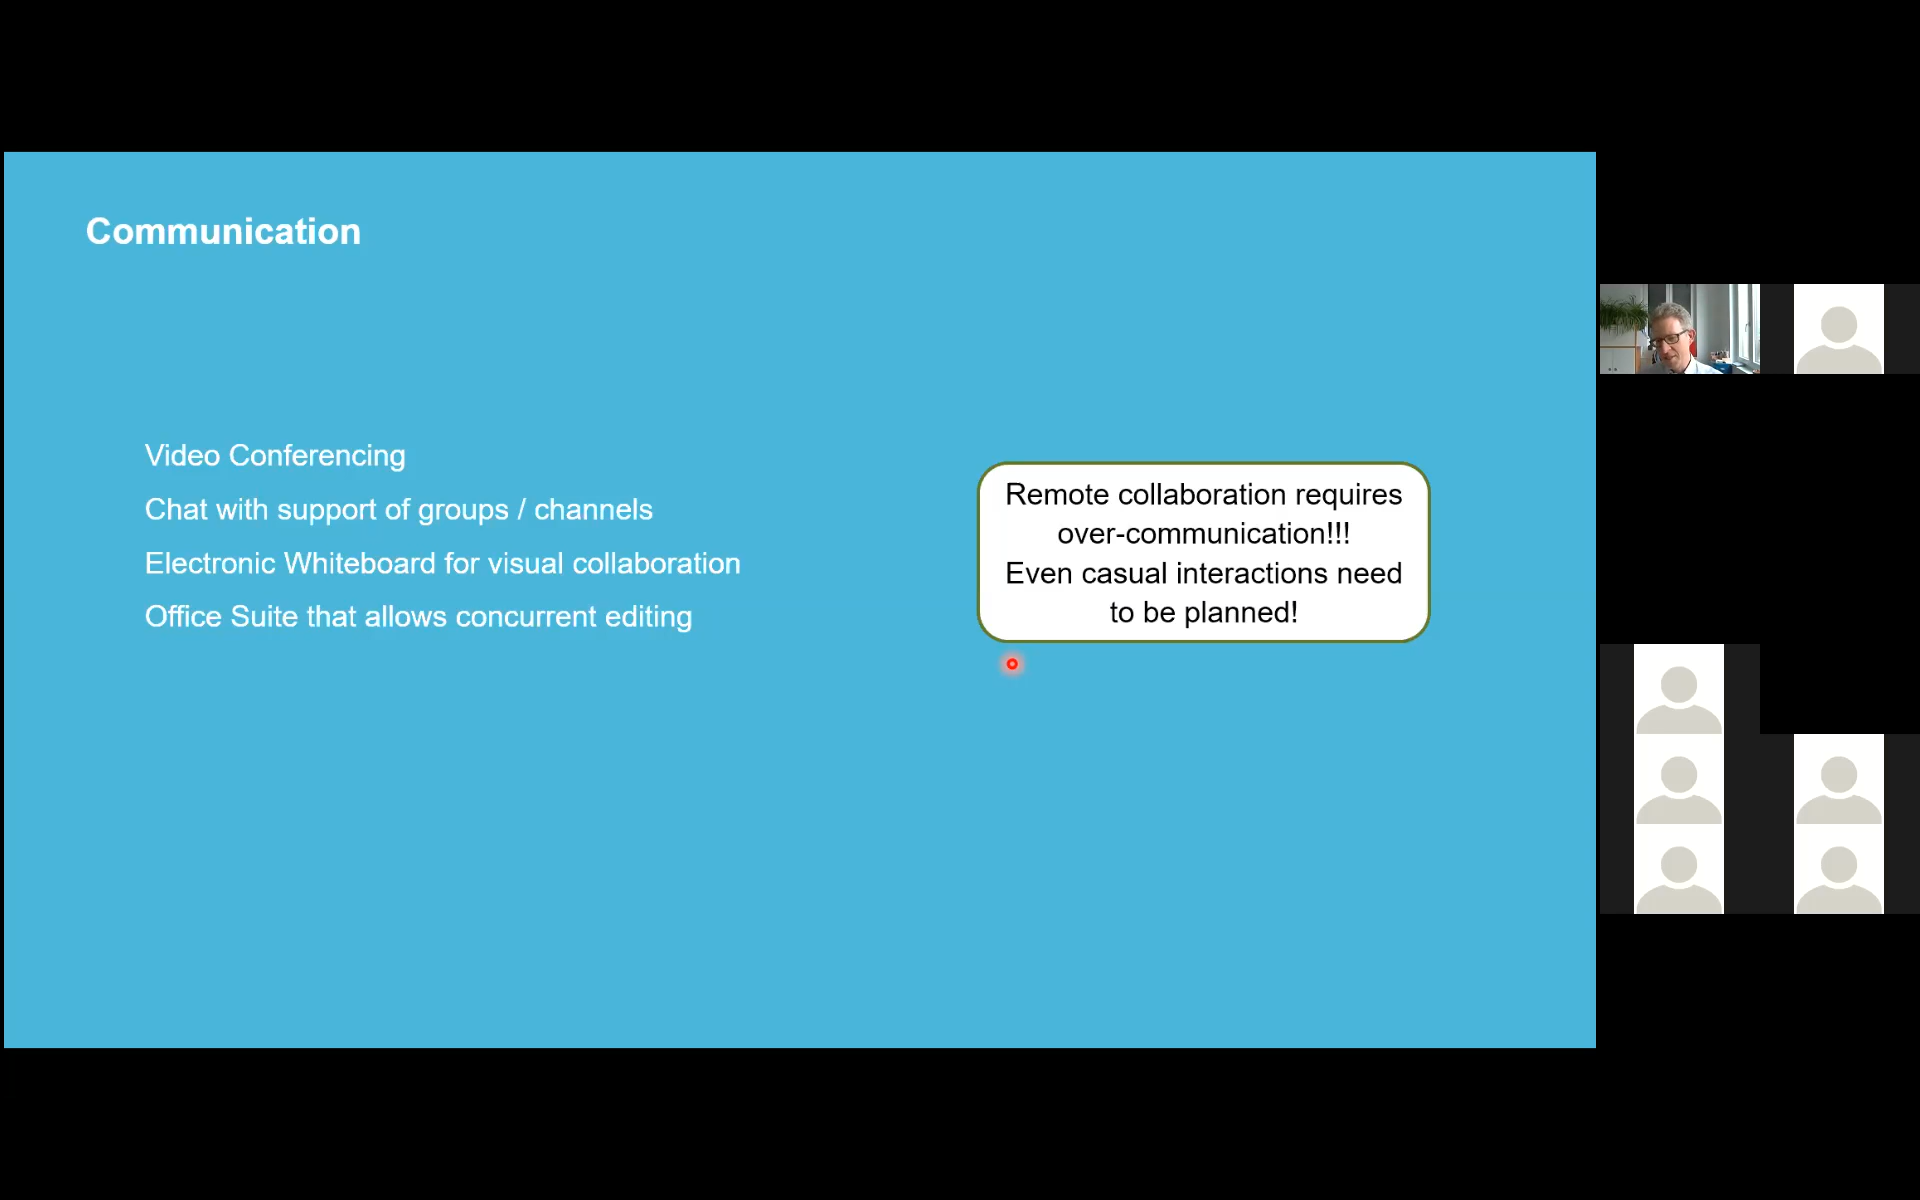 Communication
Video Conferencing
Chat with support of groups / channels
Electronic Whiteboard for visual collaboration
Office Suite that allows concurrent editing
Remote collaboration requires
over-communication!!!
Even casual interactions need
to be planned!